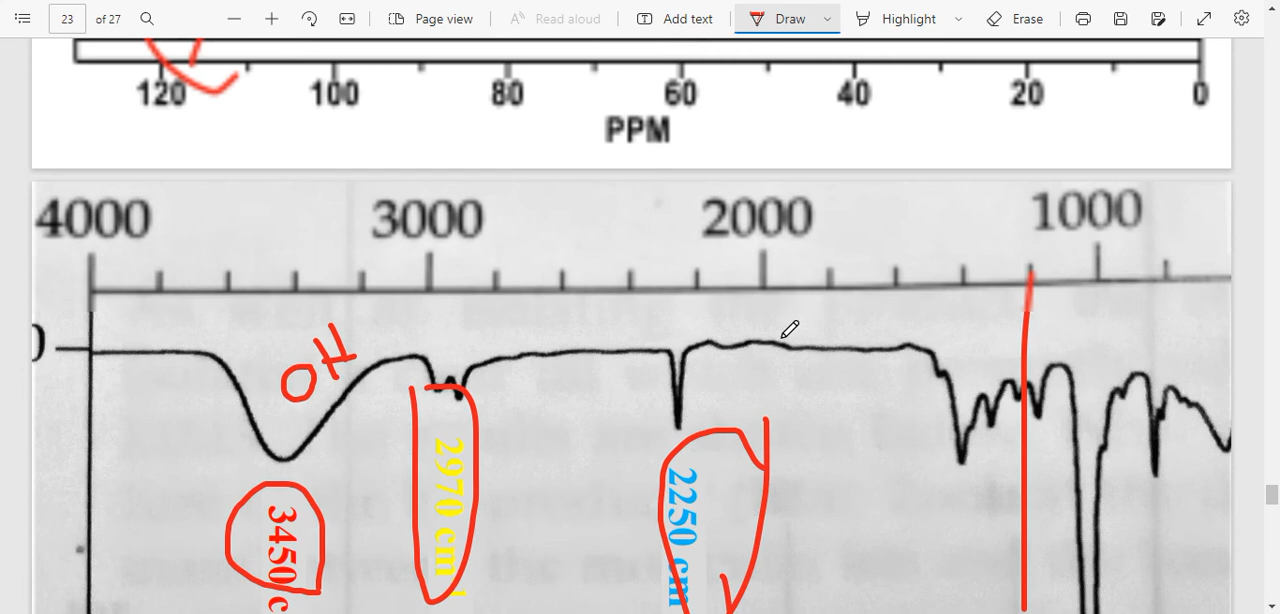 23 of 27 Page view Read aloud Add text Draw Highlight Erase
120 100 80 60 40 20 0
PPM
4000 3000 2000 1000
0
OH
3450 c
2970 cm
2250 cm